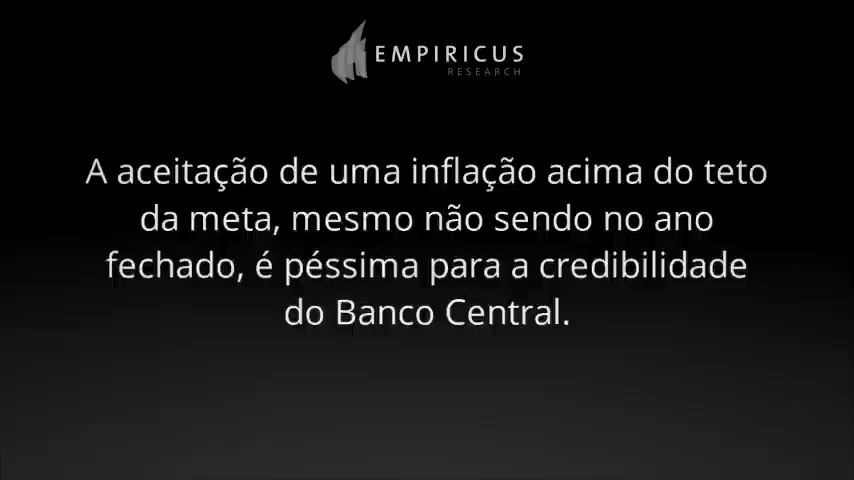 EMPIRICUS
RESEARCH
A aceitação de uma inflação acima do teto
da meta, mesmo não sendo no ano
fechado, é péssima para a credibilidade
do Banco Central.